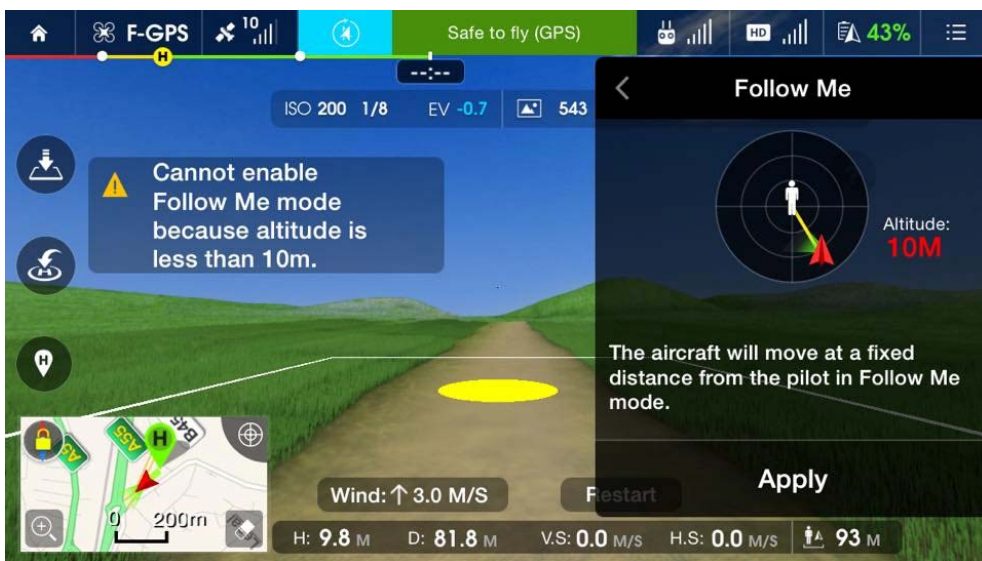 F-GPS
10
Safe to fly (GPS)
HD
43%
H
--:--
ISO 200 1/8 EV -0.7 543
Follow Me
Cannot enable
Follow Me mode
because altitude is
less than 10m.
Altitude:
10M
H
H
The aircraft will move at a fixed
distance from the pilot in Follow Me
mode.
A55
H
B45
A5
0 200m
Wind: ↑ 3.0 M/S
Restart
Apply
H: 9.8 M D: 81.8 M V.S: 0.0 M/S H.S: 0.0 M/S 93 M